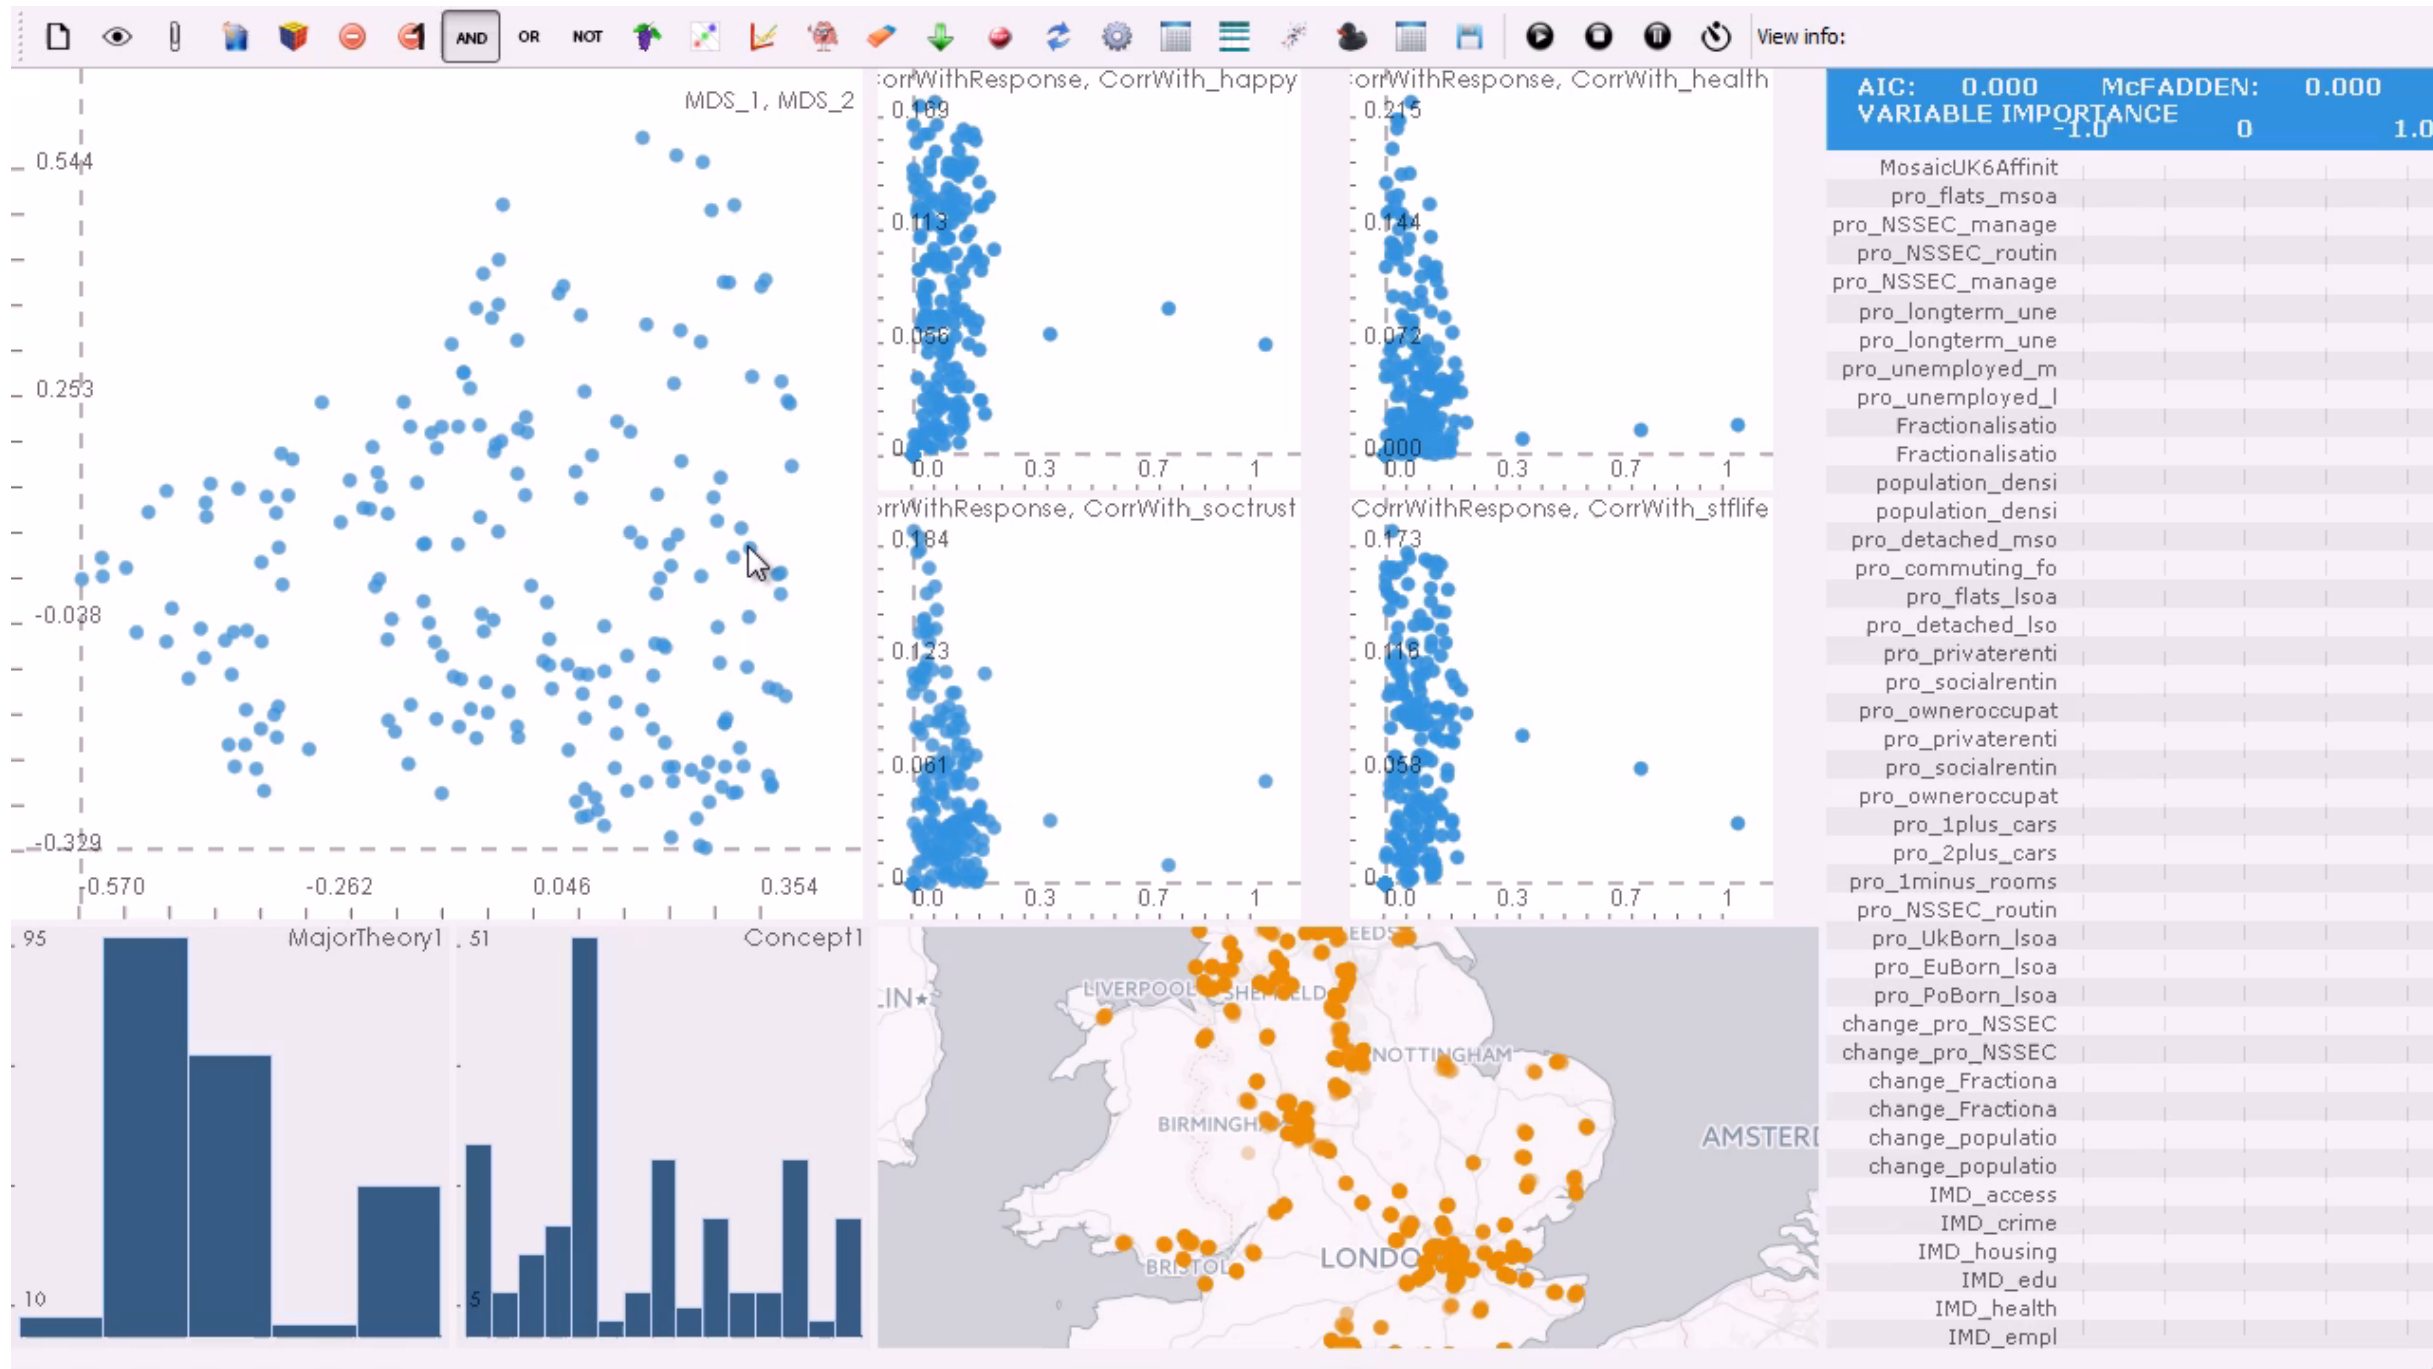 AND OR NOT View info:
MDS_1, MDS_2
0.544
0.253
-0.038
-0.329
-0.570 -0.262 0.046 0.354
orrWithResponse, CorrWith_happy
0.169
0.113
0.056
0.0 0.3 0.7 1
orrWithResponse, CorrWith_health
0.215
0.144
0.072
0.000
0.0 0.3 0.7 1
orrWithResponse, CorrWith_soctrust
0.184
0.123
0.061
0.0 0.3 0.7 1
CorrWithResponse, CorrWith_stflife
0.173
0.116
0.058
0.0 0.3 0.7 1
95 MajorTheory1
10
51 Concept1
5
EEDS
LIVERPOOL
SHEFFIELD
LIN
NOTTINGHAM
BIRMINGHA
AMSTERD
LONDO
BRISTOL
AIC: 0.000 McFADDEN: 0.000
VARIABLE IMPORTANCE
-1.0 0 1.0
MosaicUK6Affinit
pro_flats_msoa
pro_NSSEC_manage
pro_NSSEC_routin
pro_NSSEC_manage
pro_longterm_une
pro_longterm_une
pro_unemployed_m
pro_unemployed_l
Fractionalisatio
Fractionalisatio
population_densi
population_densi
pro_detached_mso
pro_commuting_fo
pro_flats_lsoa
pro_detached_lso
pro_privaterenti
pro_socialrentin
pro_owneroccupat
pro_privaterenti
pro_socialrentin
pro_owneroccupat
pro_1plus_cars
pro_2plus_cars
pro_1minus_rooms
pro_NSSEC_routin
pro_UkBorn_lsoa
pro_EuBorn_lsoa
pro_PoBorn_lsoa
change_pro_NSSEC
change_pro_NSSEC
change_Fractiona
change_Fractiona
change_populatio
change_populatio
IMD_access
IMD_crime
IMD_housing
IMD_edu
IMD_health
IMD_empl